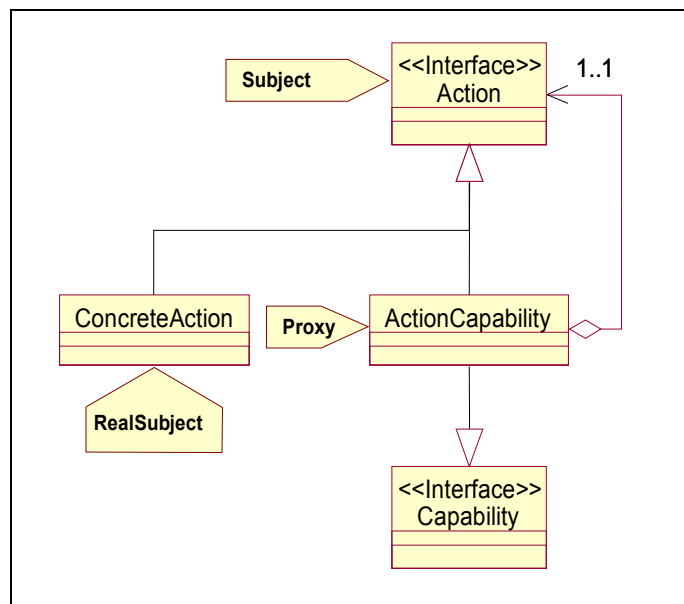 Subject
<<Interface>>
Action
1..1
ConcreteAction
Proxy
ActionCapability
RealSubject
<<Interface>>
Capability